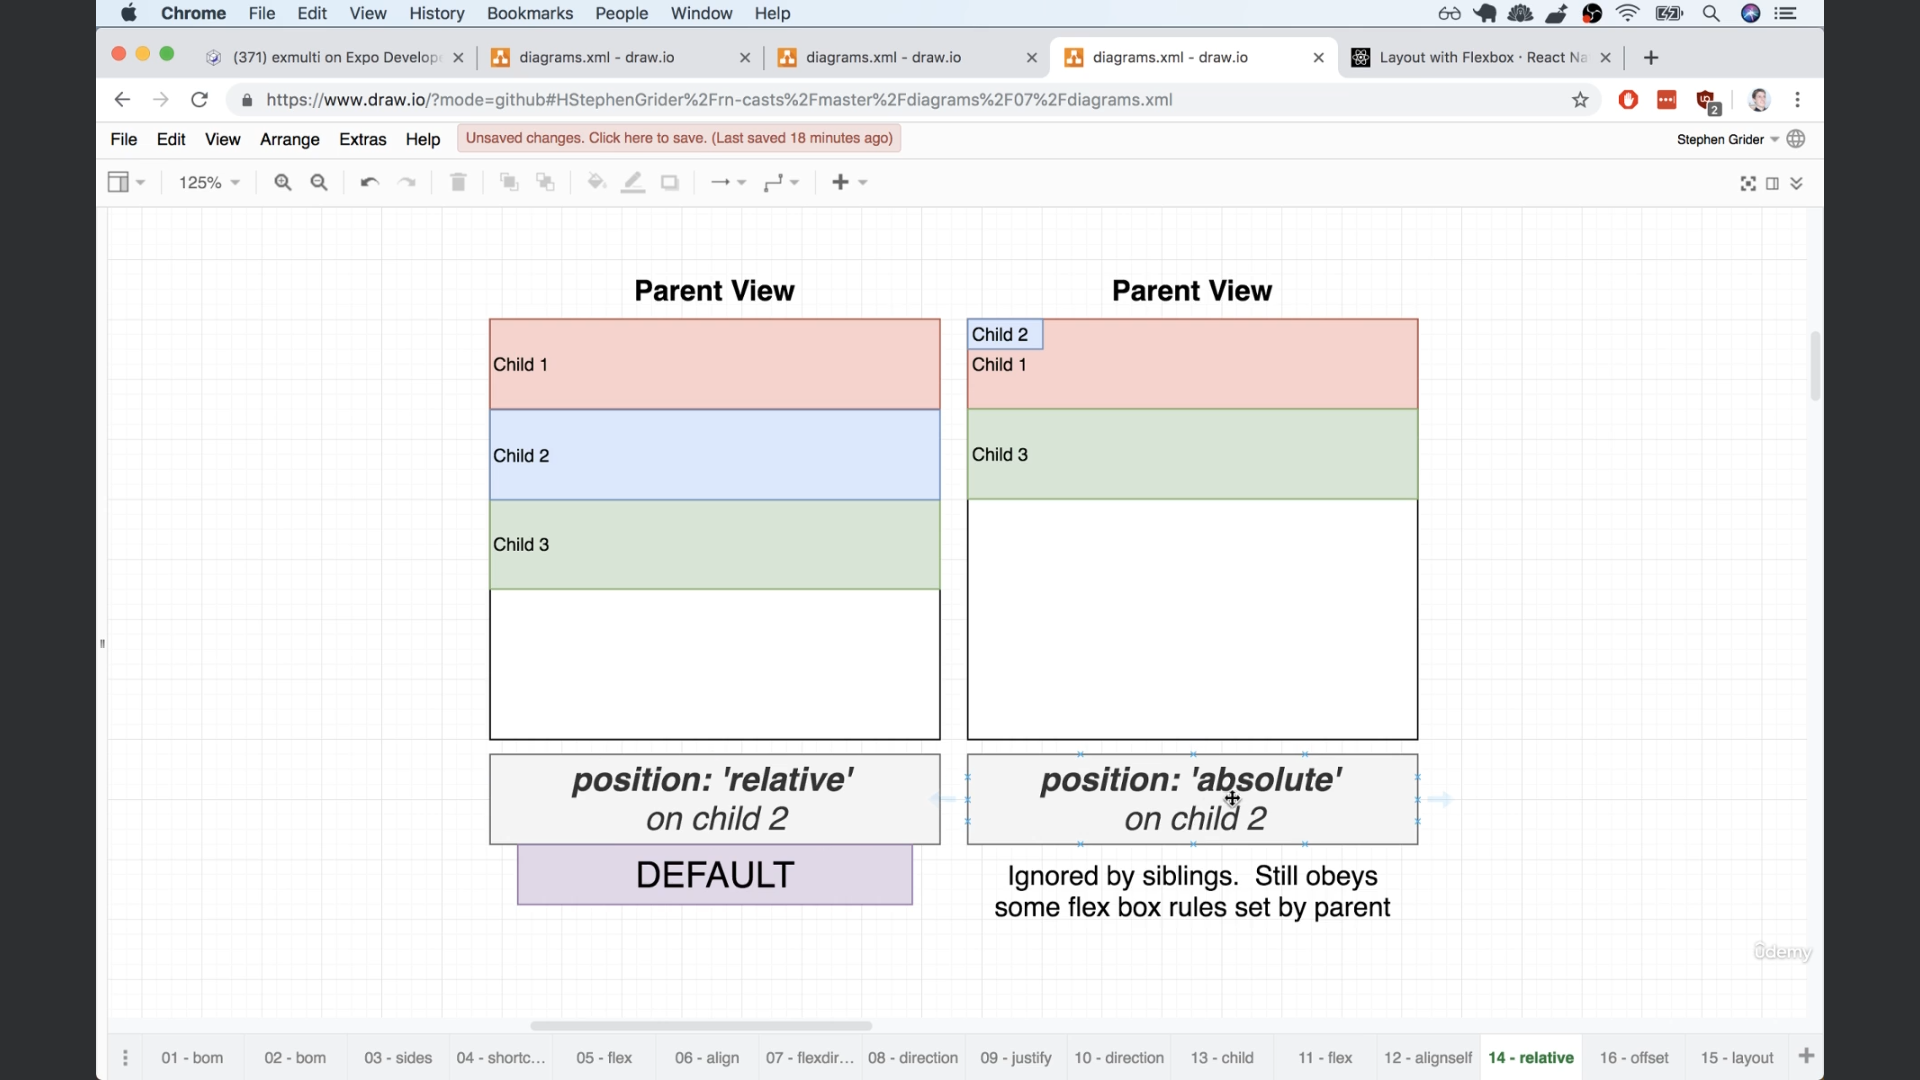 Chrome File Edit View History Bookmarks People Window Help
(371) exmulti on Expo Develop
diagrams.xml - draw.io
diagrams.xml - draw.io
diagrams.xml - draw.io
Layout with Flexbox · React Na
https://www.draw.io/?mode=github#HStephenGrider%2Frn-casts%2Fmaster%2Fdiagrams%2F07%2Fdiagrams.xml
2
File Edit View Arrange Extras Help
Unsaved changes. Click here to save. (Last saved 18 minutes ago)
Stephen Grider
125%
Parent View
Child 1
Child 2
Child 3
position: 'relative'
on child 2
DEFAULT
Parent View
Child 2
Child 1
Child 3
position: 'absolute'
on child 2
Ignored by siblings. Still obeys
some flex box rules set by parent
ûdemy
01 - bom
02 - bom
03 - sides
04 - shortc...
05 - flex
06 - align
07 - flexdir...
08 - direction
09 - justify
10 - direction
13 - child
11 - flex
12 - alignself
14 - relative
16 - offset
15 - layout